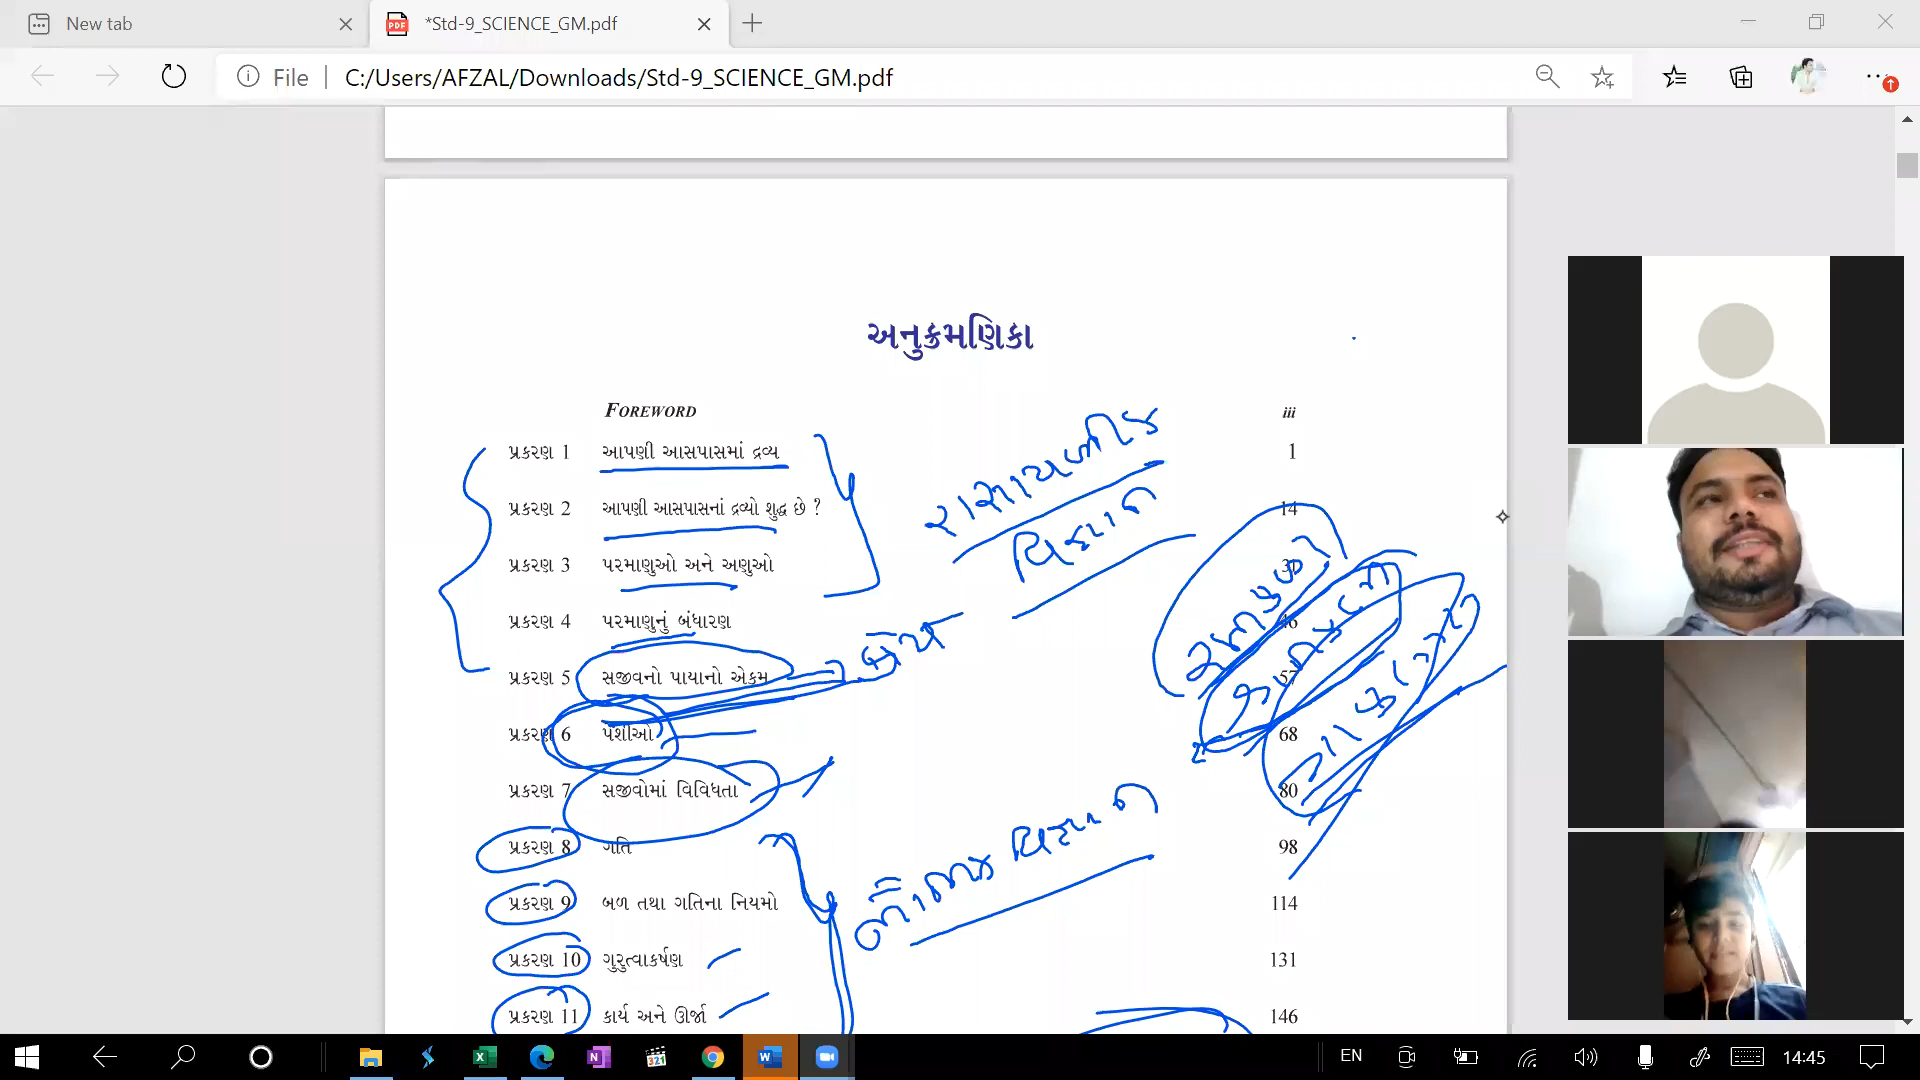 New tab
*Std-9_SCIENCE_GM.pdf
File | C:/Users/AFZAL/Downloads/Std-9_SCIENCE_GM.pdf
અનુક્રમણિકા
FOREWORD iii
પ્રકરણ 1 આપણી આસપાસમાં દ્રવ્ય 1
પ્રકરણ 2 આપણી આસપાસનાં દ્રવ્યો શુદ્ધ છે ? 14
પ્રકરણ 3 પરમાણુઓ અને અણુઓ 31
પ્રકરણ 4 પરમાણુનું બંધારણ 46
પ્રકરણ 5 સજીવનો પાયાનો એકમ 57
પ્રકરણ 6 પેશીઓ 68
પ્રકરણ 7 સજીવોમાં વિવિધતા 80
પ્રકરણ 8 ગતિ 98
પ્રકરણ 9 બળ તથા ગતિના નિયમો 114
પ્રકરણ 10 ગુરુત્વાકર્ષણ 131
પ્રકરણ 11 કાર્ય અને ઊર્જા 146
EN 14:45